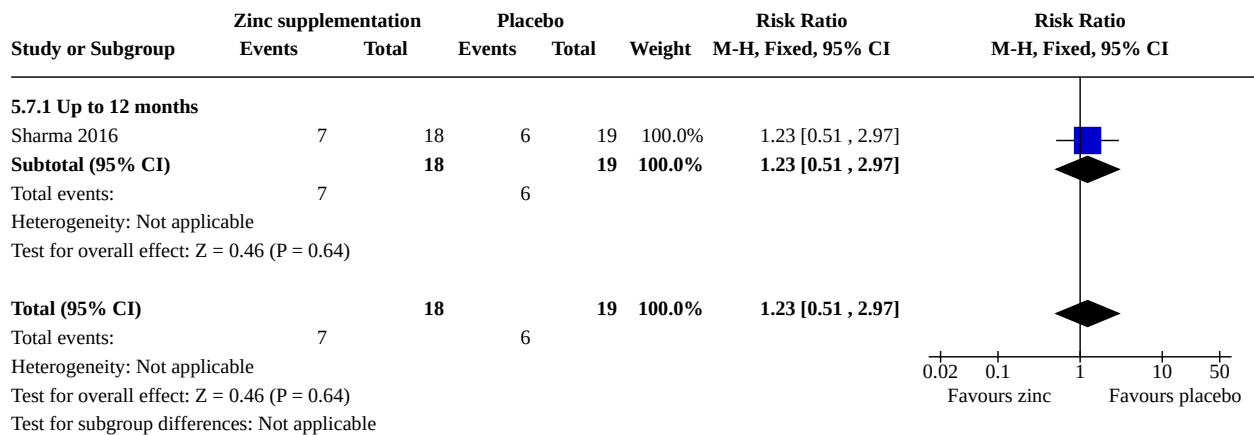 Zinc supplementation Placebo Risk Ratio Risk Ratio
Study or Subgroup Events Total Events Total Weight M-H, Fixed, 95% CI M-H, Fixed, 95% CI
5.7.1 Up to 12 months
Sharma 2016 7 18 6 19 100.0% 1.23 [0.51 , 2.97]
Subtotal (95% CI) 18 19 100.0% 1.23 [0.51 , 2.97]
Total events: 7 6
Heterogeneity: Not applicable
Test for overall effect: Z = 0.46 (P = 0.64)
Total (95% CI) 18 19 100.0% 1.23 [0.51 , 2.97]
Total events: 7 6
Heterogeneity: Not applicable
0.02 0.1 1 10 50
Test for overall effect: Z = 0.46 (P = 0.64) Favours zinc Favours placebo
Test for subgroup differences: Not applicable